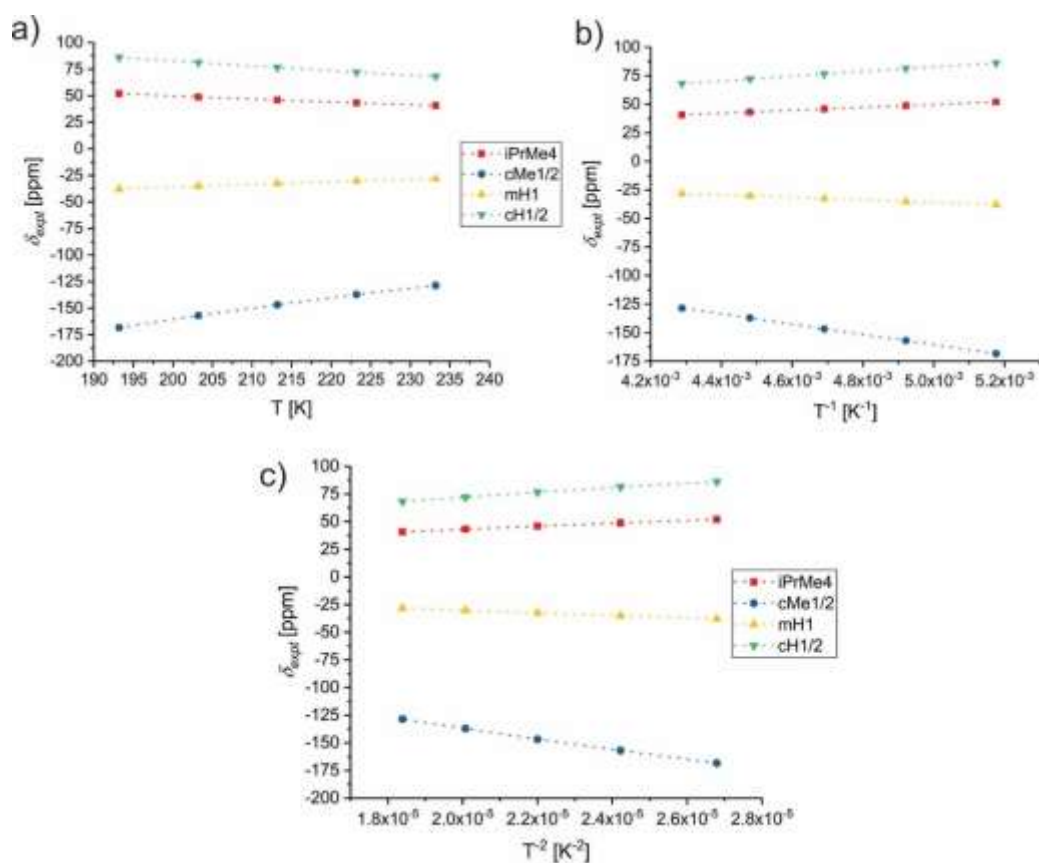 a)
100
75
50
25
0
-25
-50
-75
-100
-125
-150
-175
-200
δexpt [ppm]
190 195 200 205 210 215 220 225 230 235 240
T [K]
iPrMe4
cMe1/2
mH1
cH1/2
b)
100
75
50
25
0
-25
-50
-75
-100
-125
-150
-175
δexpt [ppm]
4.2x10⁻³ 4.4x10⁻³ 4.6x10⁻³ 4.8x10⁻³ 5.0x10⁻³ 5.2x10⁻³
T⁻¹ [K⁻¹]
c)
100
75
50
25
0
-25
-50
-75
-100
-125
-150
-175
-200
δexpt [ppm]
1.8x10⁻⁵ 2.0x10⁻⁵ 2.2x10⁻⁵ 2.4x10⁻⁵ 2.6x10⁻⁵ 2.8x10⁻⁵
T⁻² [K⁻²]
iPrMe4
cMe1/2
mH1
cH1/2